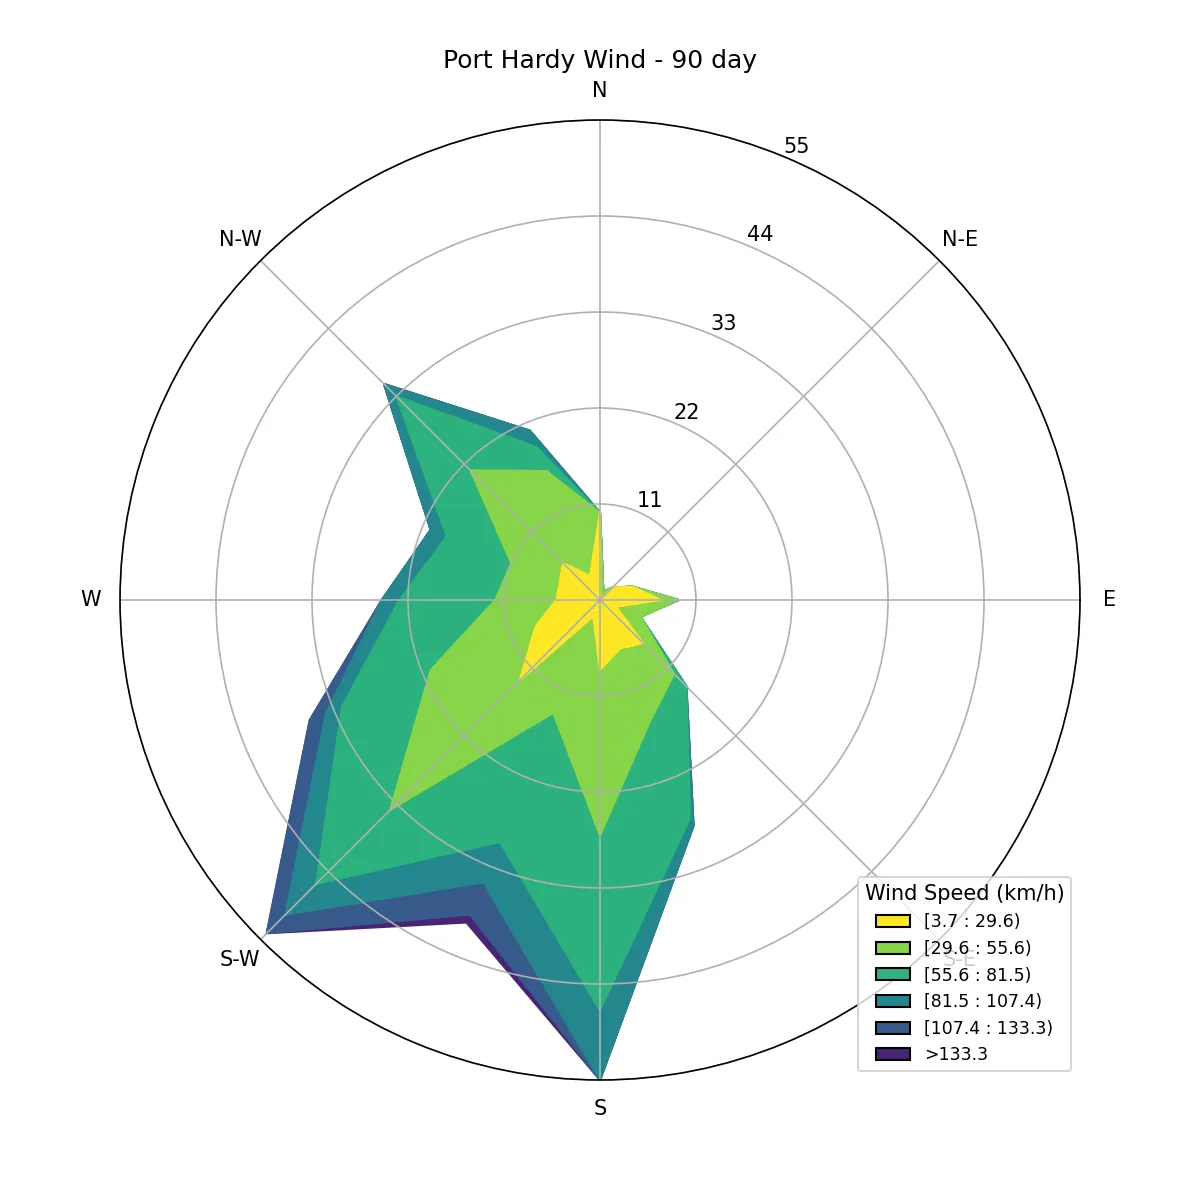 Port Hardy Wind - 90 day
N
55
N-W
44
N-E
33
22
11
W
E
Wind Speed (km/h)
[3.7 : 29.6)
[29.6 : 55.6)
S-W
S-E
[55.6 : 81.5)
[81.5 : 107.4)
[107.4 : 133.3)
>133.3
S